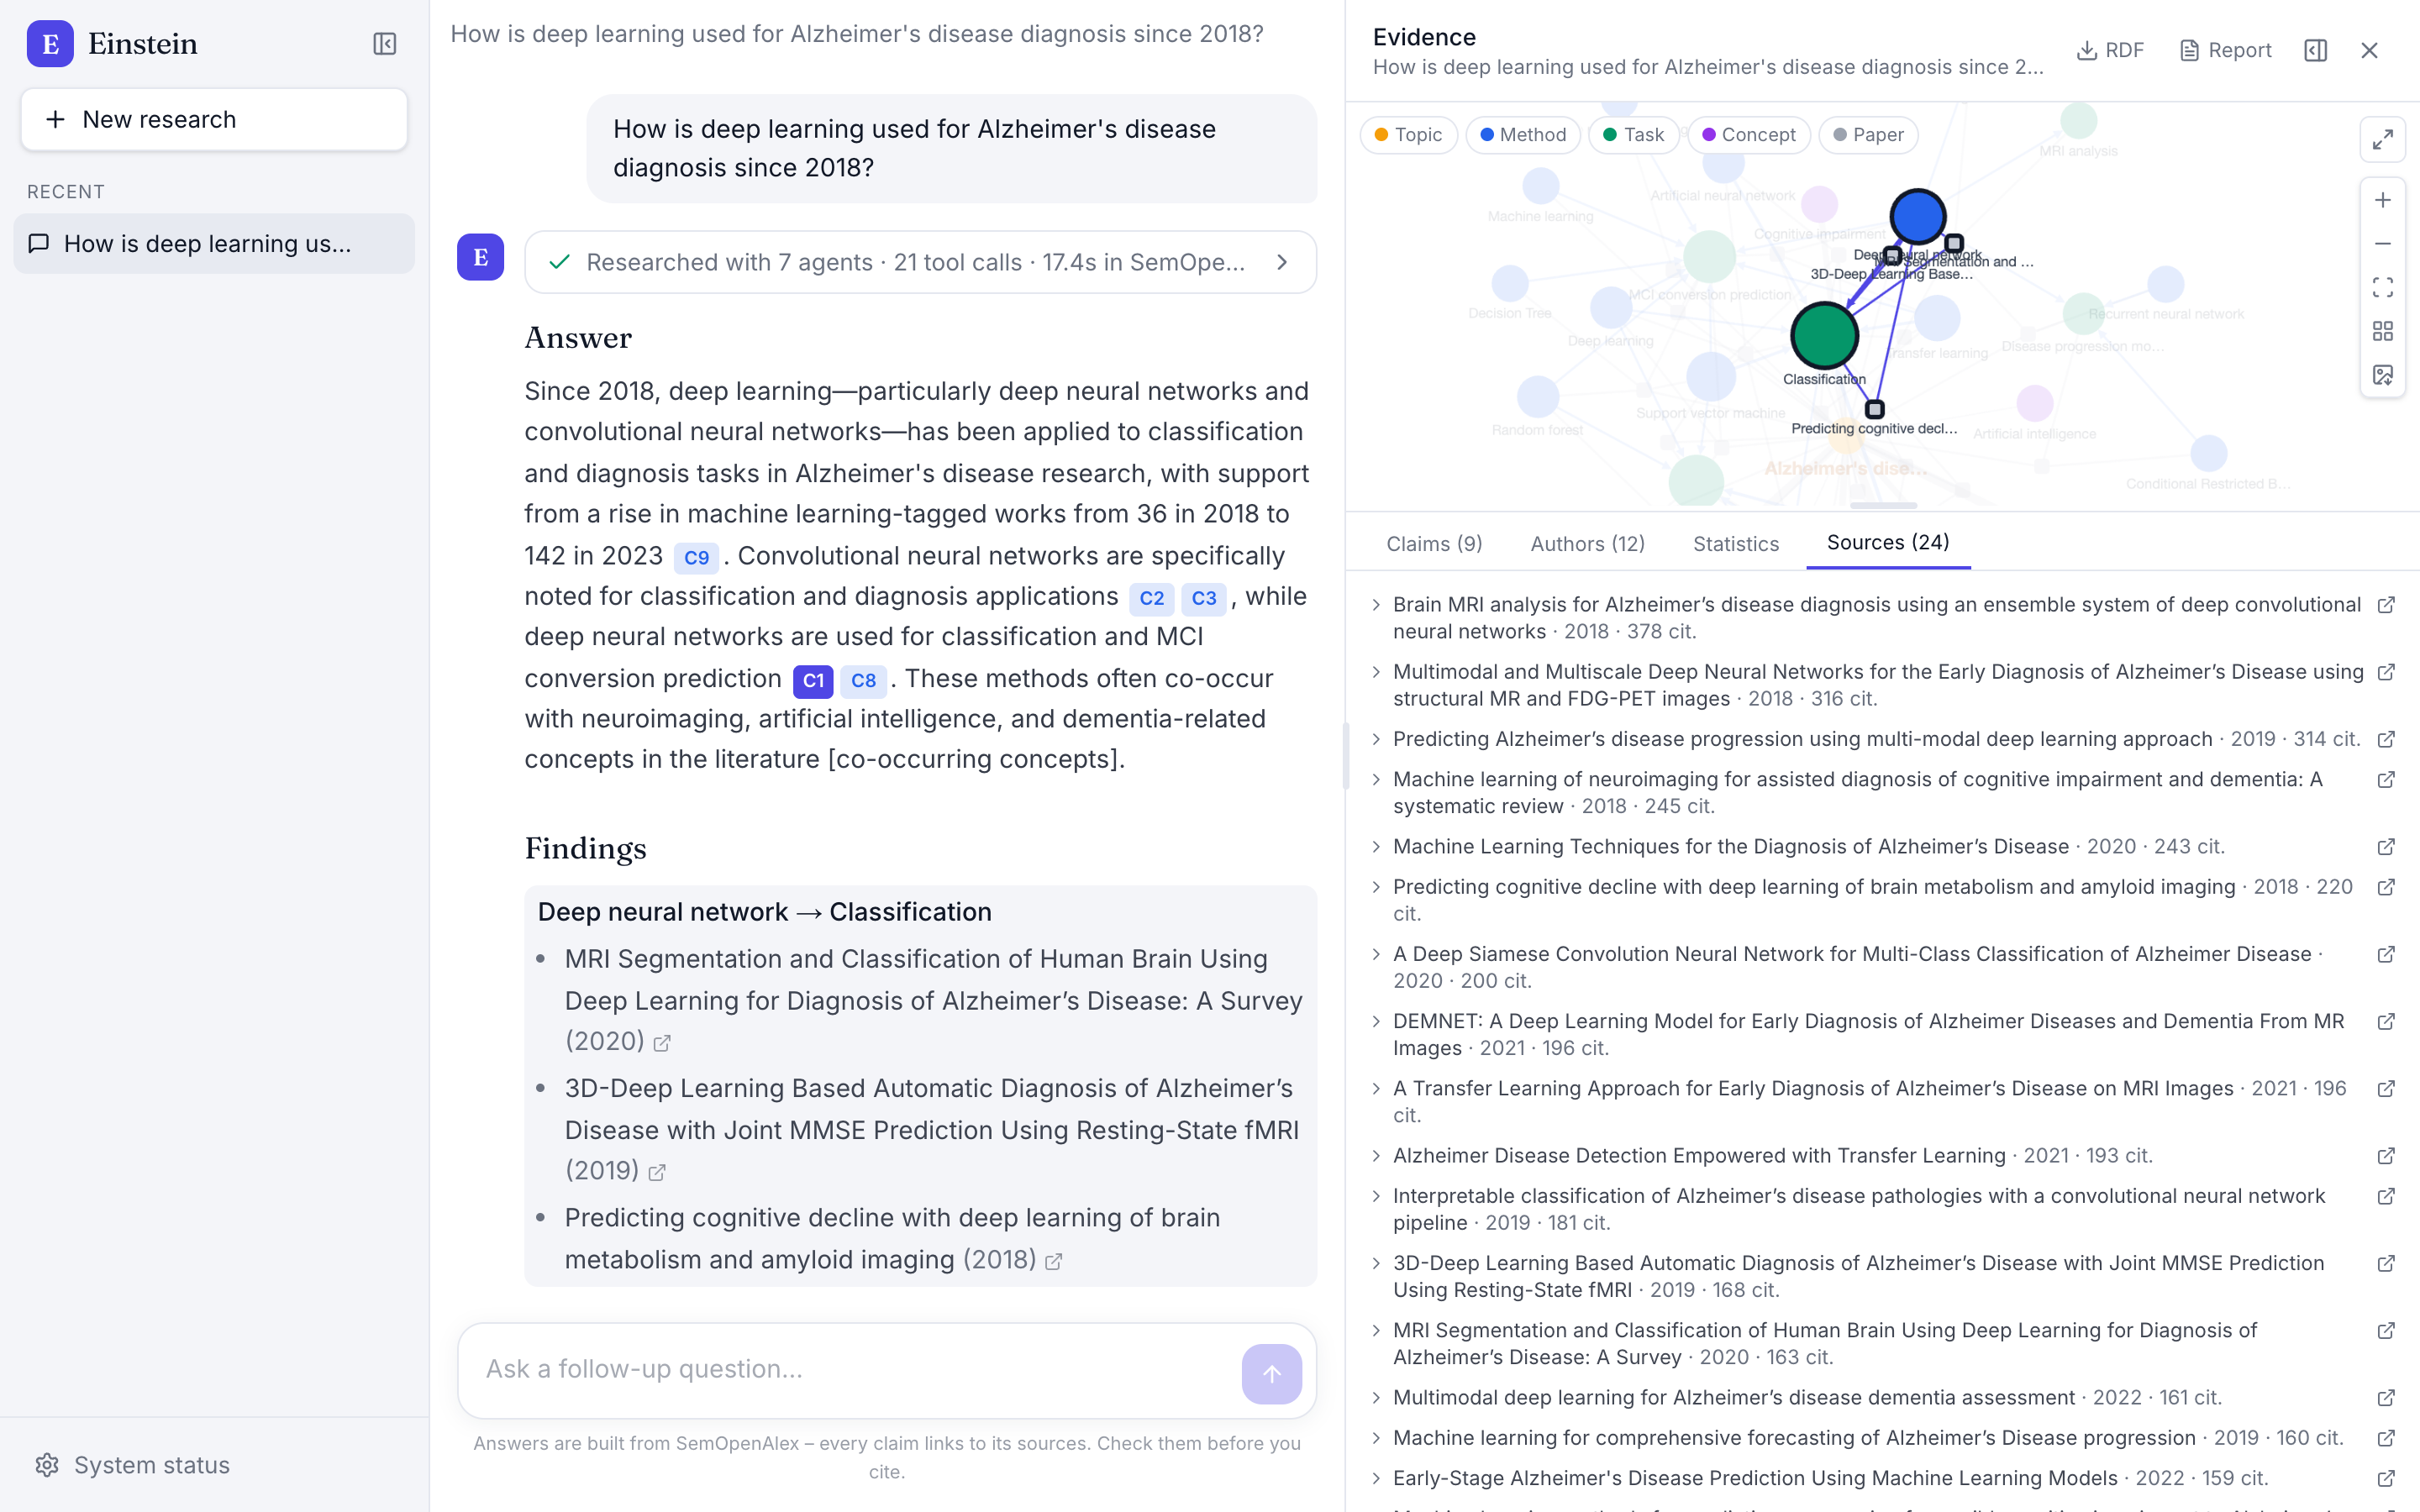 E Einstein
New research
RECENT
How is deep learning us...
System status
How is deep learning used for Alzheimer's disease diagnosis since 2018?
How is deep learning used for Alzheimer's disease
diagnosis since 2018?
E
Researched with 7 agents · 21 tool calls · 17.4s in SemOpe...
Answer
Since 2018, deep learning—particularly deep neural networks and
convolutional neural networks—has been applied to classification
and diagnosis tasks in Alzheimer's disease research, with support
from a rise in machine learning-tagged works from 36 in 2018 to
142 in 2023 C9 . Convolutional neural networks are specifically
noted for classification and diagnosis applications C2 C3 , while
deep neural networks are used for classification and MCI
conversion prediction C1 C8 . These methods often co-occur
with neuroimaging, artificial intelligence, and dementia-related
concepts in the literature [co-occurring concepts].
Findings
Deep neural network → Classification
• MRI Segmentation and Classification of Human Brain Using
Deep Learning for Diagnosis of Alzheimer’s Disease: A Survey
(2020)
• 3D-Deep Learning Based Automatic Diagnosis of Alzheimer’s
Disease with Joint MMSE Prediction Using Resting-State fMRI
(2019)
• Predicting cognitive decline with deep learning of brain
metabolism and amyloid imaging (2018)
Ask a follow-up question...
Answers are built from SemOpenAlex – every claim links to its sources. Check them before you
cite.
Evidence
How is deep learning used for Alzheimer's disease diagnosis since 2...
RDF
Report
Topic
Method
Task
Concept
Paper
MRI analysis
Artificial neural network
Machine learning
Cognitive impairment
Deep neural network
MRI Segmentation and ...
3D-Deep Learning Base...
MCI conversion prediction
Decision Tree
Recurrent neural network
Deep learning
Transfer learning
Disease progression mo...
Classification
Support vector machine
Random forest
Predicting cognitive decl...
Artificial intelligence
Alzheimer's dise...
Conditional Restricted B...
Claims (9)
Authors (12)
Statistics
Sources (24)
Brain MRI analysis for Alzheimer’s disease diagnosis using an ensemble system of deep convolutional
neural networks · 2018 · 378 cit.
Multimodal and Multiscale Deep Neural Networks for the Early Diagnosis of Alzheimer’s Disease using
structural MR and FDG-PET images · 2018 · 316 cit.
Predicting Alzheimer’s disease progression using multi-modal deep learning approach · 2019 · 314 cit.
Machine learning of neuroimaging for assisted diagnosis of cognitive impairment and dementia: A
systematic review · 2018 · 245 cit.
Machine Learning Techniques for the Diagnosis of Alzheimer’s Disease · 2020 · 243 cit.
Predicting cognitive decline with deep learning of brain metabolism and amyloid imaging · 2018 · 220
cit.
A Deep Siamese Convolution Neural Network for Multi-Class Classification of Alzheimer Disease ·
2020 · 200 cit.
DEMNET: A Deep Learning Model for Early Diagnosis of Alzheimer Diseases and Dementia From MR
Images · 2021 · 196 cit.
A Transfer Learning Approach for Early Diagnosis of Alzheimer’s Disease on MRI Images · 2021 · 196
cit.
Alzheimer Disease Detection Empowered with Transfer Learning · 2021 · 193 cit.
Interpretable classification of Alzheimer’s disease pathologies with a convolutional neural network
pipeline · 2019 · 181 cit.
3D-Deep Learning Based Automatic Diagnosis of Alzheimer’s Disease with Joint MMSE Prediction
Using Resting-State fMRI · 2019 · 168 cit.
MRI Segmentation and Classification of Human Brain Using Deep Learning for Diagnosis of
Alzheimer’s Disease: A Survey · 2020 · 163 cit.
Multimodal deep learning for Alzheimer’s disease dementia assessment · 2022 · 161 cit.
Machine learning for comprehensive forecasting of Alzheimer’s Disease progression · 2019 · 160 cit.
Early-Stage Alzheimer's Disease Prediction Using Machine Learning Models · 2022 · 159 cit.